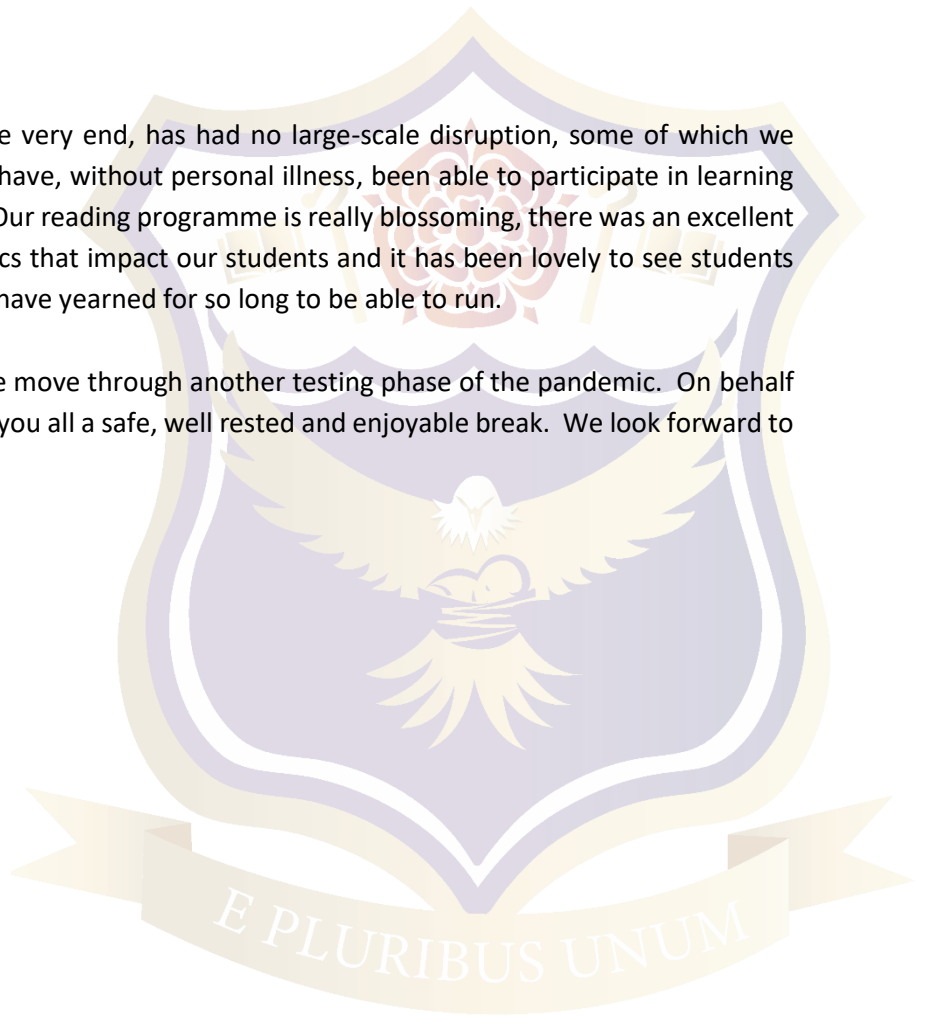 e very end, has had no large-scale disruption, some of which we
have, without personal illness, been able to participate in learning
Our reading programme is really blossoming, there was an excellent
cs that impact our students and it has been lovely to see students
have yearned for so long to be able to run.
e move through another testing phase of the pandemic. On behalf
you all a safe, well rested and enjoyable break. We look forward to
E PLURIBUS UNUM